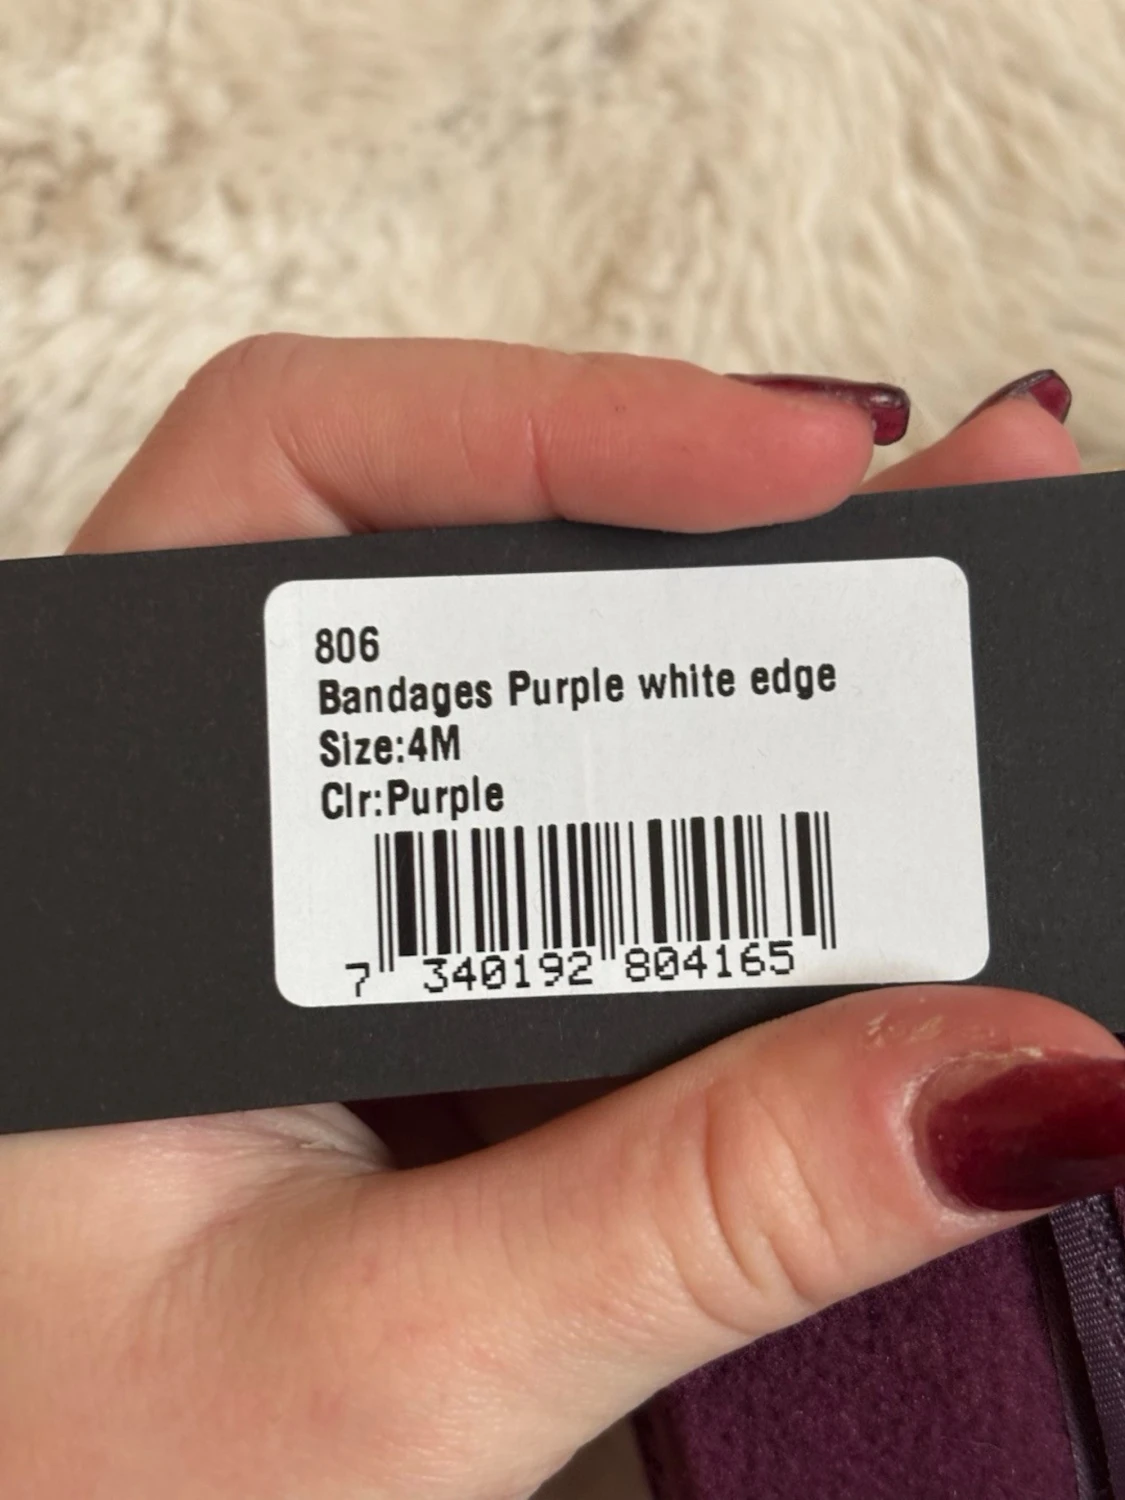 806
Bandages Purple white edge
Size:4M
Clr:Purple
7 340192 804165